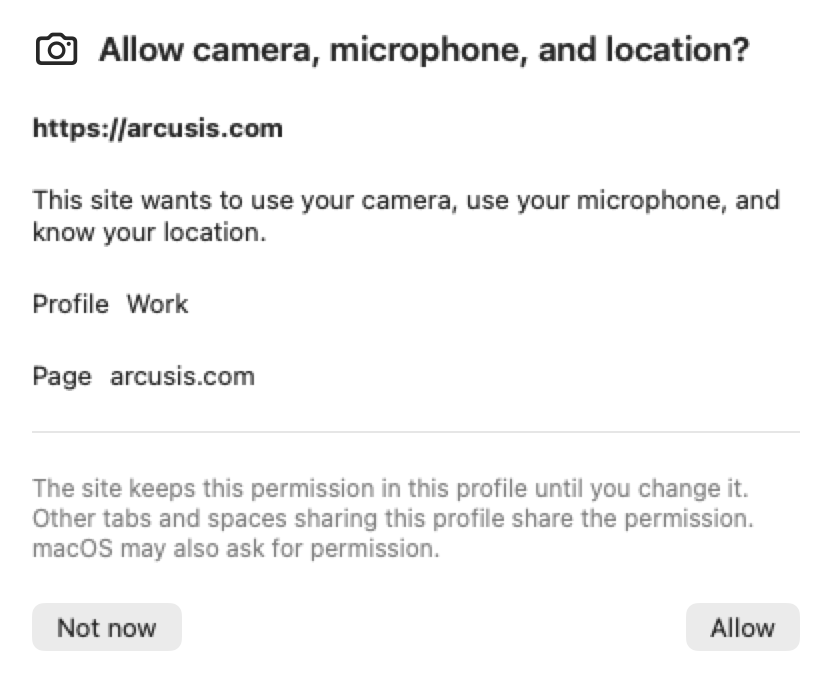 Allow camera, microphone, and location?
https://arcusis.com
This site wants to use your camera, use your microphone, and
know your location.
Profile Work
Page arcusis.com
The site keeps this permission in this profile until you change it.
Other tabs and spaces sharing this profile share the permission.
macOS may also ask for permission.
Not now
Allow